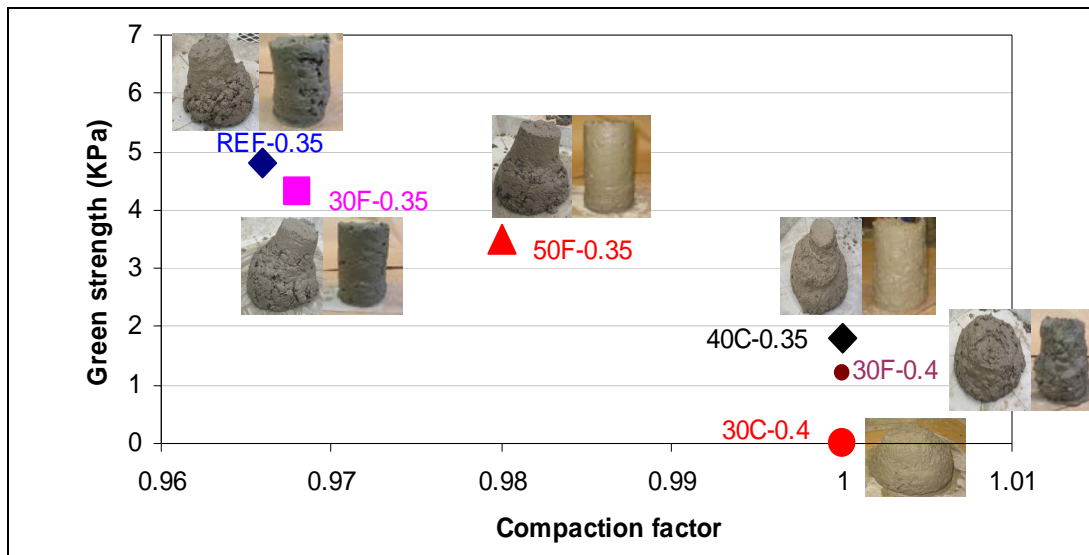 7
6
5
4
3
2
1
0
Green strength (KPa)
REF-0.35
30F-0.35
50F-0.35
40C-0.35
30F-0.4
30C-0.4
0.96 0.97 0.98 0.99 1 1.01
Compaction factor